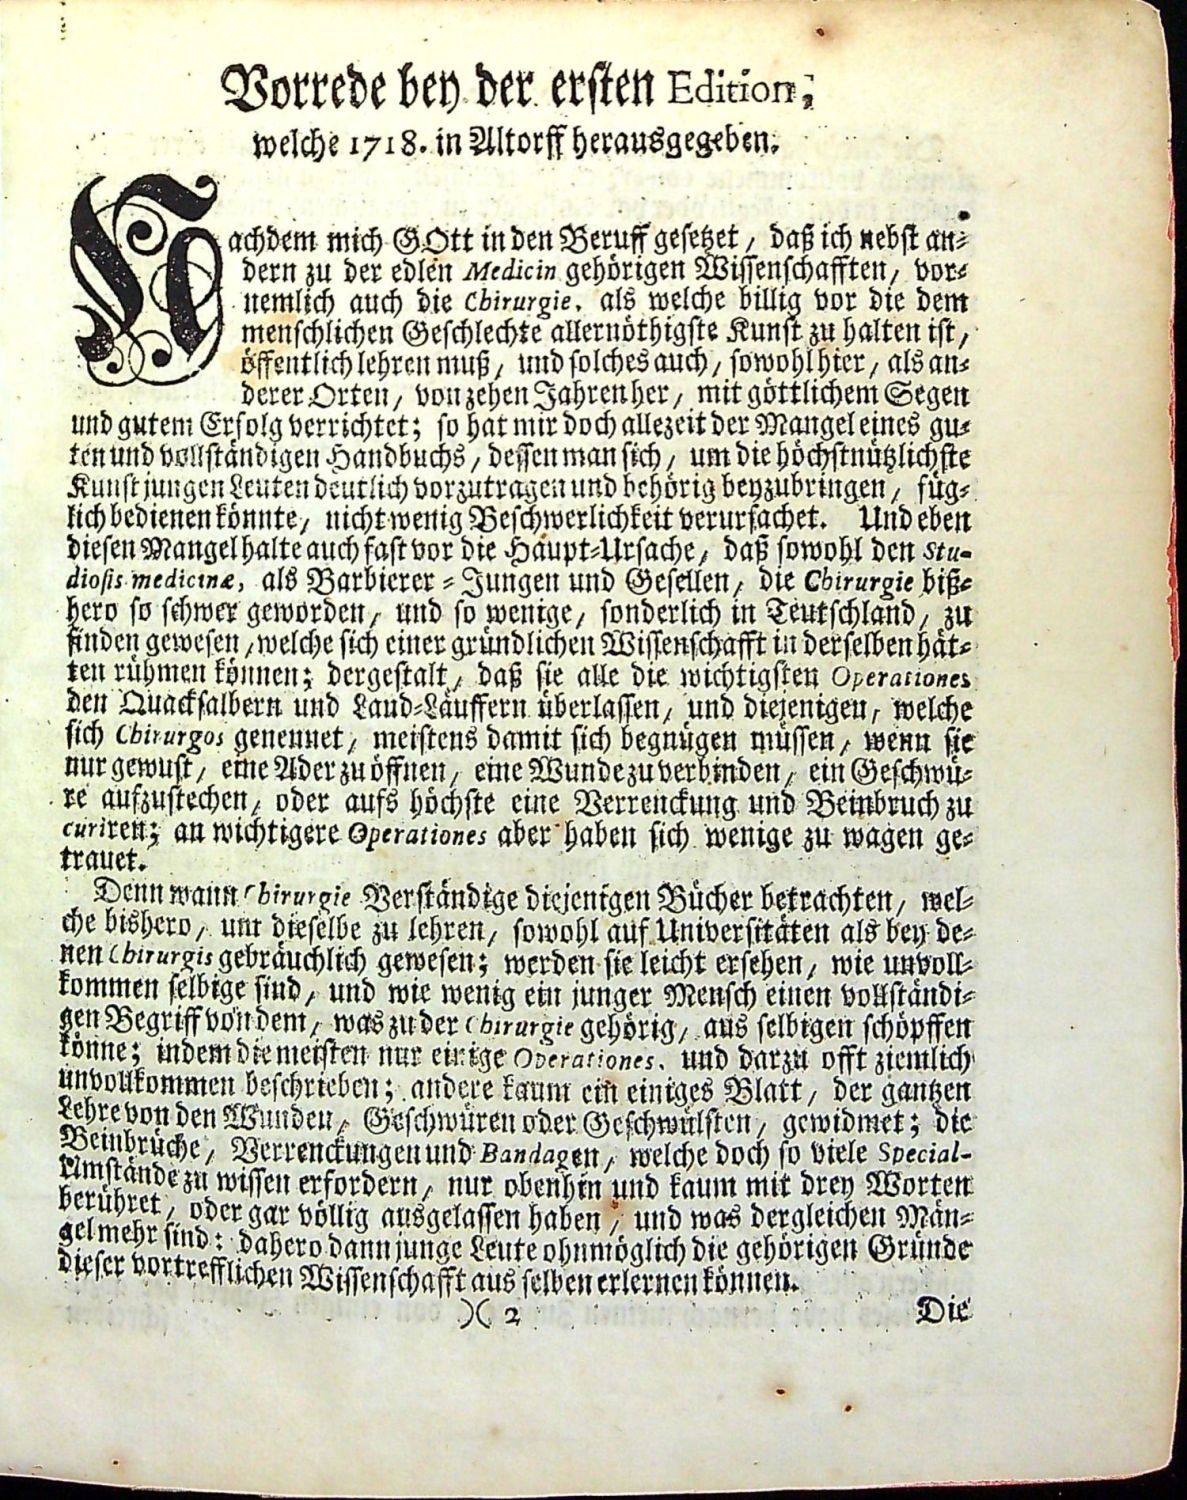 Vorrede bey der ersten Edition,
welche 1718. in Altorff herausgegeben.
Nachdem mich GOtt in den Beruff gesetzet, daß ich nebst an-
dern zu der edlen Medicin gehörigen Wissenschafften, vor-
nemlich auch die Chirurgie, als welche billig vor die dem
menschlichen Geschlechte allernöthigste Kunst zu halten ist,
öffentlich lehren muß, und solches auch, sowohl hier, als an-
derer Orten, von zehen Jahren her, mit göttlichem Segen
und gutem Erfolg verrichtet; so hat mir doch allezeit der Mangel eines gu-
ten und vollständigen Handbuchs, dessen man sich, um die höchstnützlichste
Kunst jungen Leuten deutlich vorzutragen und behörig beyzubringen, füg-
lich bedienen könnte, nicht wenig Beschwerlichkeit verursachet. Und eben
diesen Mangel halte auch fast vor die Haupt-Ursache, daß sowohl den Stu-
diosis medicinæ, als Barbierer-Jungen und Gesellen, die Chirurgie biß-
hero so schwer geworden, und so wenige, sonderlich in Teutschland, zu
finden gewesen, welche sich einer gründlichen Wissenschafft in derselben hät-
ten rühmen können; dergestalt, daß sie alle die wichtigsten Operationes
den Quacksalbern und Land-Läuffern überlassen, und diejenigen, welche
sich Chirurgos genennet, meistens damit sich begnügen müssen, wenn sie
nur gewust, eine Ader zu öffnen, eine Wunde zu verbinden, ein Geschwü-
re aufzustechen, oder aufs höchste eine Verrenckung und Beinbruch zu
curiren; an wichtigere Operationes aber haben sich wenige zu wagen ge-
trauet.
Denn wann Chirurgie Verständige diejenigen Bücher betrachten, wel-
che bishero, um dieselbe zu lehren, sowohl auf Universitäten als bey de-
nen Chirurgis gebräuchlich gewesen; werden sie leicht ersehen, wie unvoll-
kommen selbige sind, und wie wenig ein junger Mensch einen vollständi-
gen Begriff von dem, was zu der Chirurgie gehörig, aus selbigen schöpffen
könne; indem die meisten nur einige Operationes, und darzu offt ziemlich
unvollkommen beschrieben; andere kaum ein einiges Blatt, der gantzen
Lehre von den Wunden, Geschwüren oder Geschwülsten, gewidmet; die
Beinbrüche, Verrenckungen und Bandagen, welche doch so viele Special-
Umstände zu wissen erfordern, nur obenhin und kaum mit drey Worten
berühret, oder gar völlig ausgelassen haben, und was dergleichen Män-
gel mehr sind: dahero dann junge Leute ohnmöglich die gehörigen Gründe
dieser vortrefflichen Wissenschafft aus selben erlernen können.
)( 2 Die